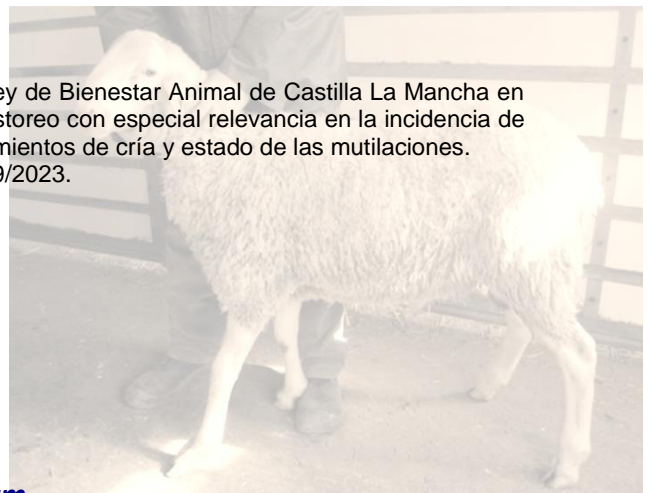 ey de Bienestar Animal de Castilla La Mancha en
storeo con especial relevancia en la incidencia de
mientos de cría y estado de las mutilaciones.
9/2023.